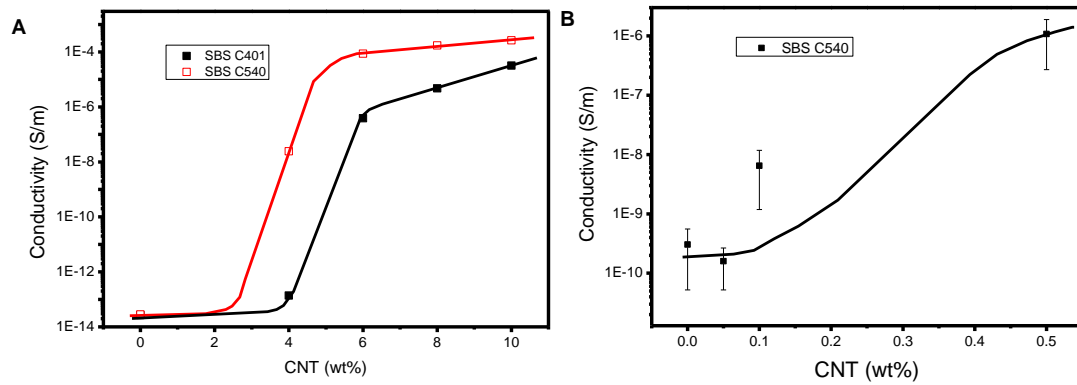 A
SBS C401
SBS C540
1E-4
1E-6
1E-8
1E-10
1E-12
1E-14
Conductivity (S/m)
0 2 4 6 8 10
CNT (wt%)
B
SBS C540
1E-6
1E-7
1E-8
1E-9
1E-10
Conductivity (S/m)
0.0 0.1 0.2 0.3 0.4 0.5
CNT (wt%)